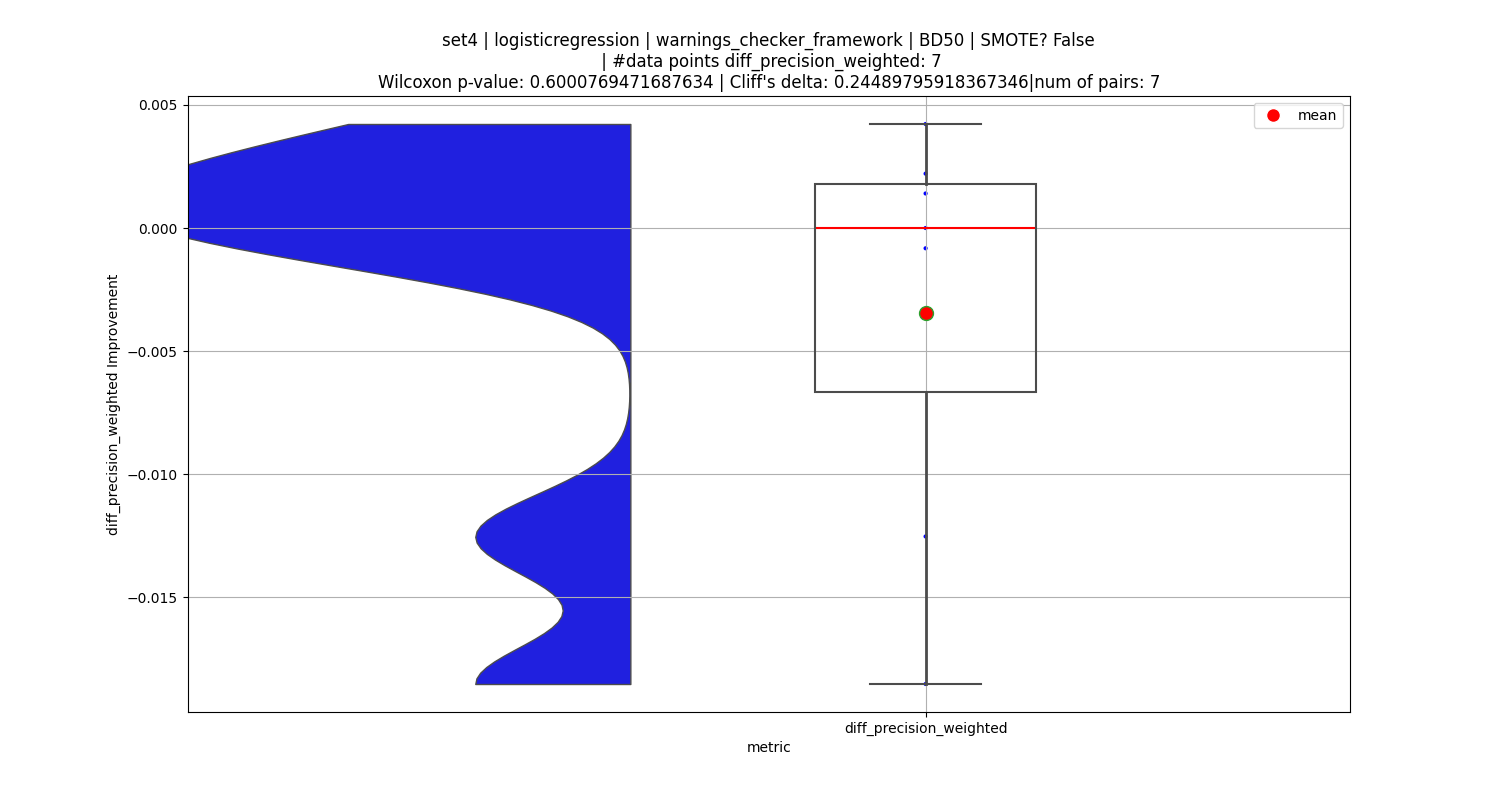 set4 | logisticregression | warnings_checker_framework | BD50 | SMOTE? False
| #data points diff_precision_weighted: 7
Wilcoxon p-value: 0.6000769471687634 | Cliff's delta: 0.24489795918367346|num of pairs: 7
mean
0.005
0.000
−0.005
−0.010
−0.015
diff_precision_weighted Improvement
diff_precision_weighted
metric